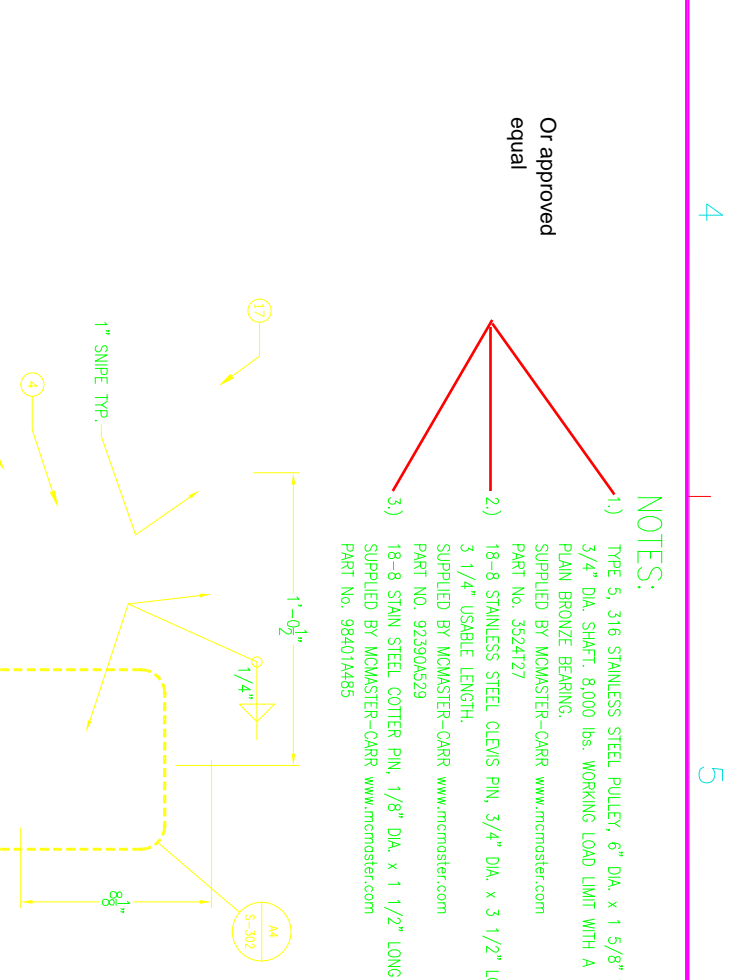 NOTES:
1.) TYPE 5, 316 STAINLESS STEEL PULLEY, 6" DIA. x 1 5/8"
3/4" DIA. SHAFT. 8,000 lbs. WORKING LOAD LIMIT WITH A
PLAIN BRONZE BEARING.
SUPPLIED BY MCMASTER-CARR www.mcmaster.com
PART No. 3524T27
2.) 18-8 STAINLESS STEEL CLEVIS PIN, 3/4" DIA. x 3 1/2"
3 1/4" USABLE LENGTH.
SUPPLIED BY MCMASTER-CARR www.mcmaster.com
PART NO. 92390A529
3.) 18-8 STAIN STEEL COTTER PIN, 1/8" DIA. x 1 1/2" LONG
SUPPLIED BY MCMASTER-CARR www.mcmaster.com
PART No. 98401A485
Or approved
equal
4
5
17
4
1" SNIPE TYP.
1'-0 1/2"
1/4"
8 1/8"
A4
S-302